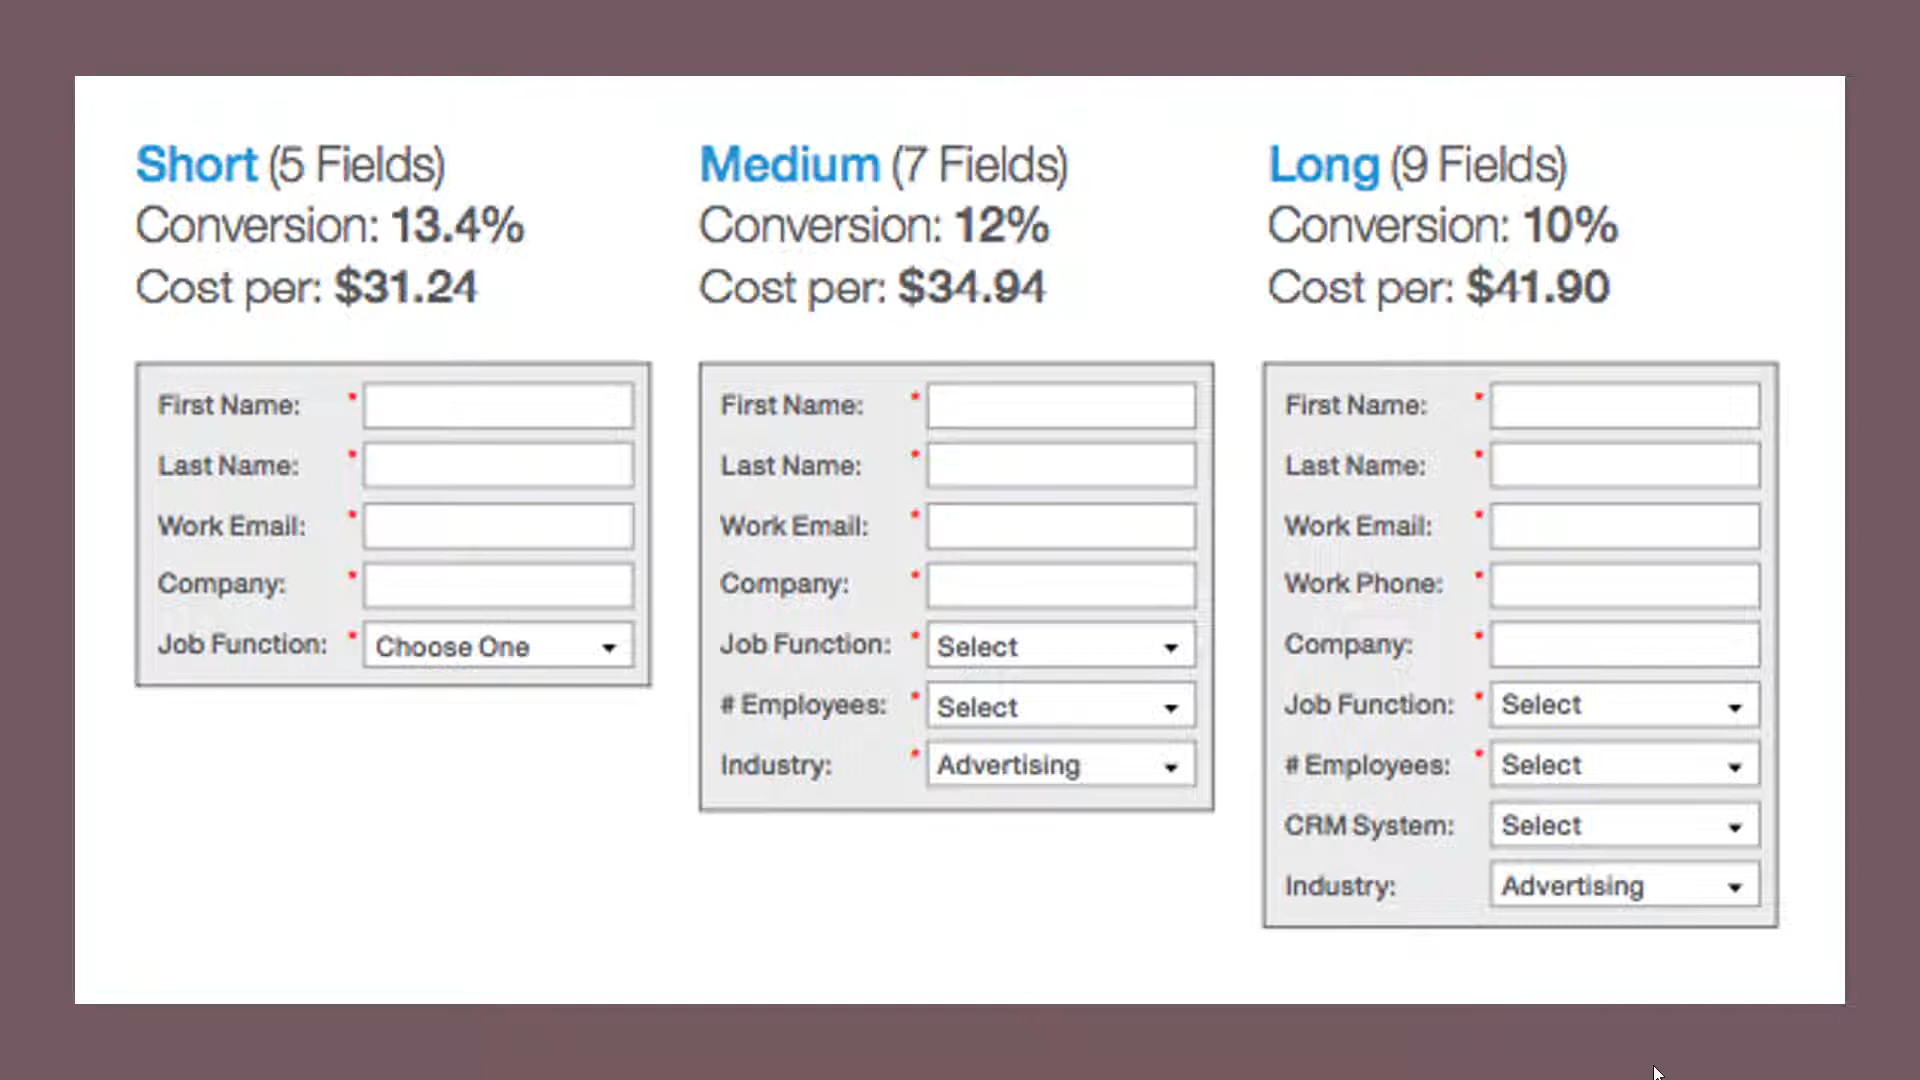 Short (5 Fields)
Conversion: 13.4%
Cost per: $31.24
First Name: *
Last Name: *
Work Email: *
Company: *
Job Function: * Choose One
Medium (7 Fields)
Conversion: 12%
Cost per: $34.94
First Name: *
Last Name: *
Work Email: *
Company: *
Job Function: * Select
# Employees: * Select
Industry: * Advertising
Long (9 Fields)
Conversion: 10%
Cost per: $41.90
First Name: *
Last Name: *
Work Email: *
Work Phone: *
Company: *
Job Function: * Select
# Employees: * Select
CRM System: Select
Industry: Advertising